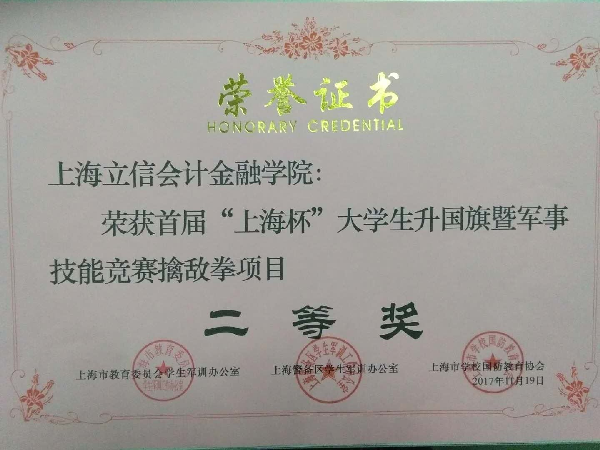 荣誉证书
HONORARY CREDENTIAL
上海立信会计金融学院：
荣获首届“上海杯”大学生升国旗暨军事
技能竞赛擒敌拳项目
二等奖
上海市教育委员会学生军训办公室 上海警备区学生军训办公室 上海市学校国防教育协会
2017年11月19日